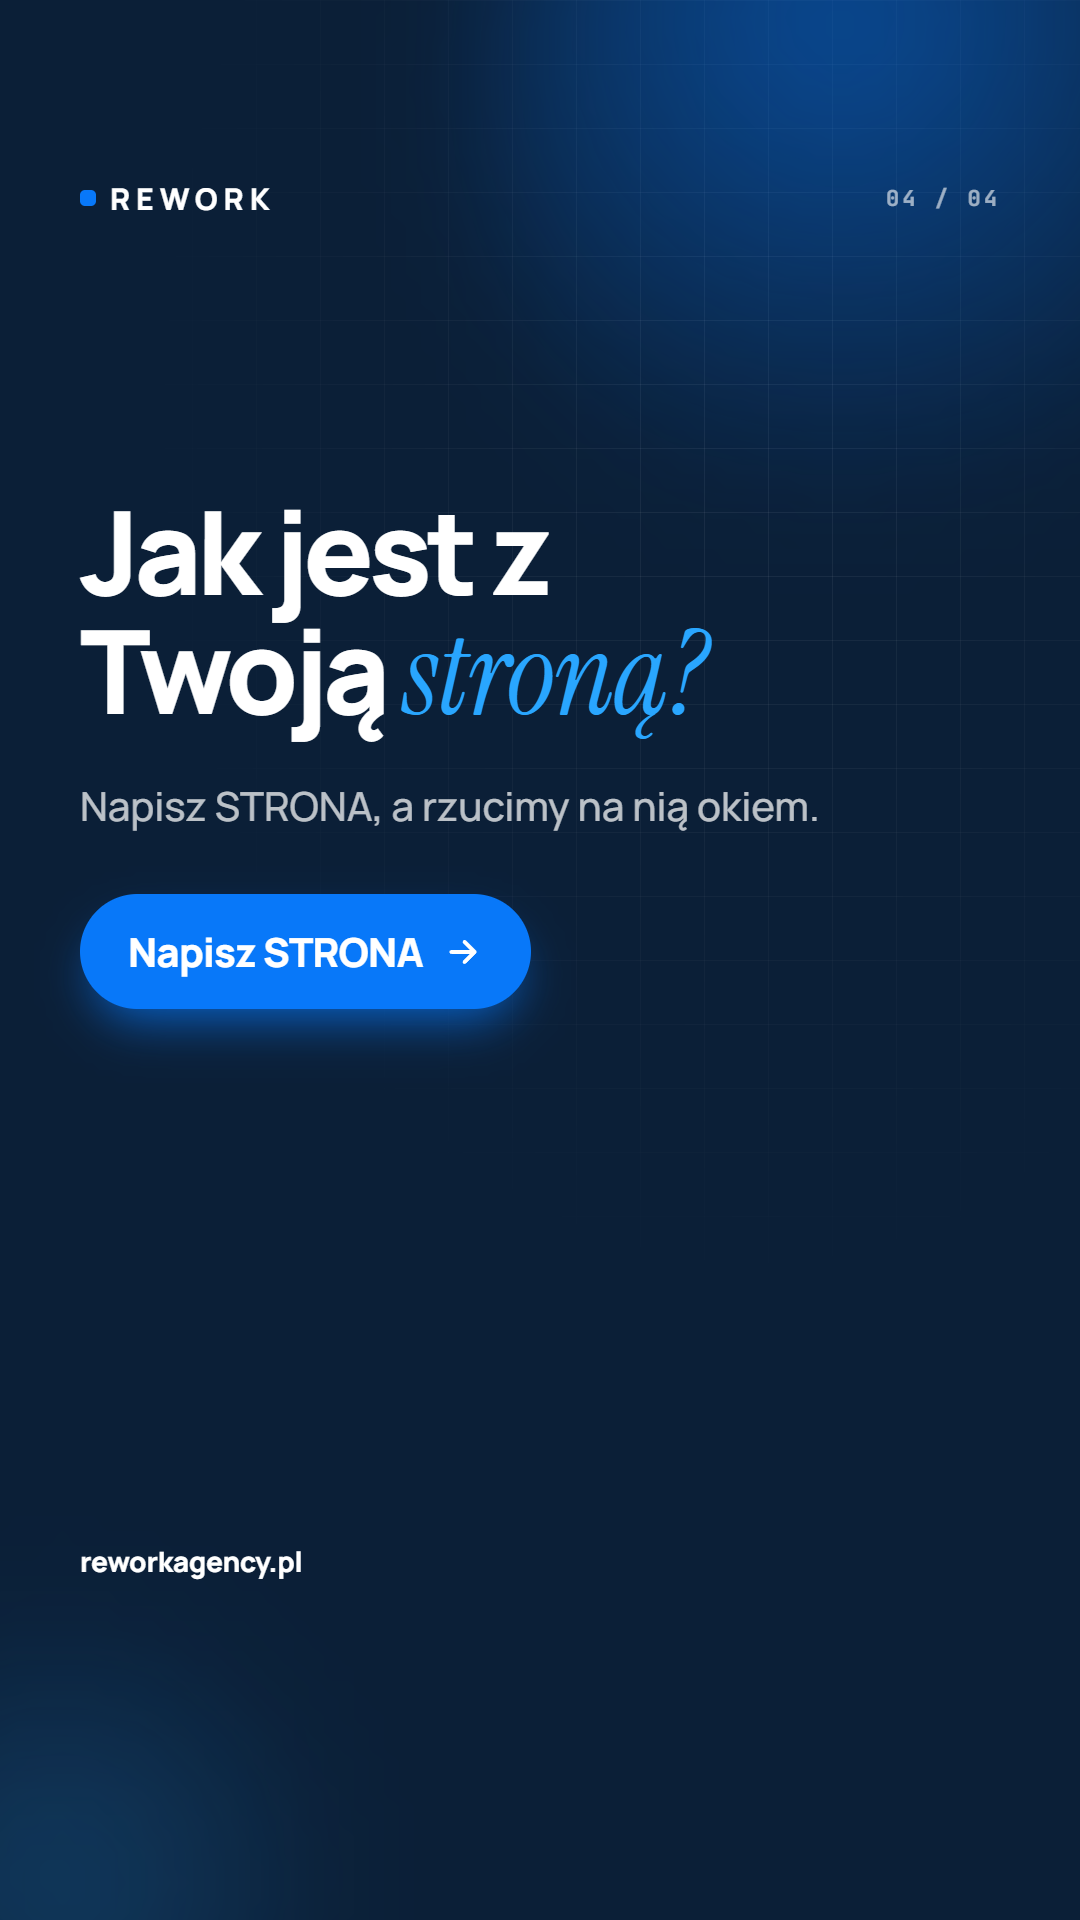 REWORK
04 / 04
Jak jest z
Twoją stroną?
Napisz STRONA, a rzucimy na nią okiem.
Napisz STRONA →
reworkagency.pl